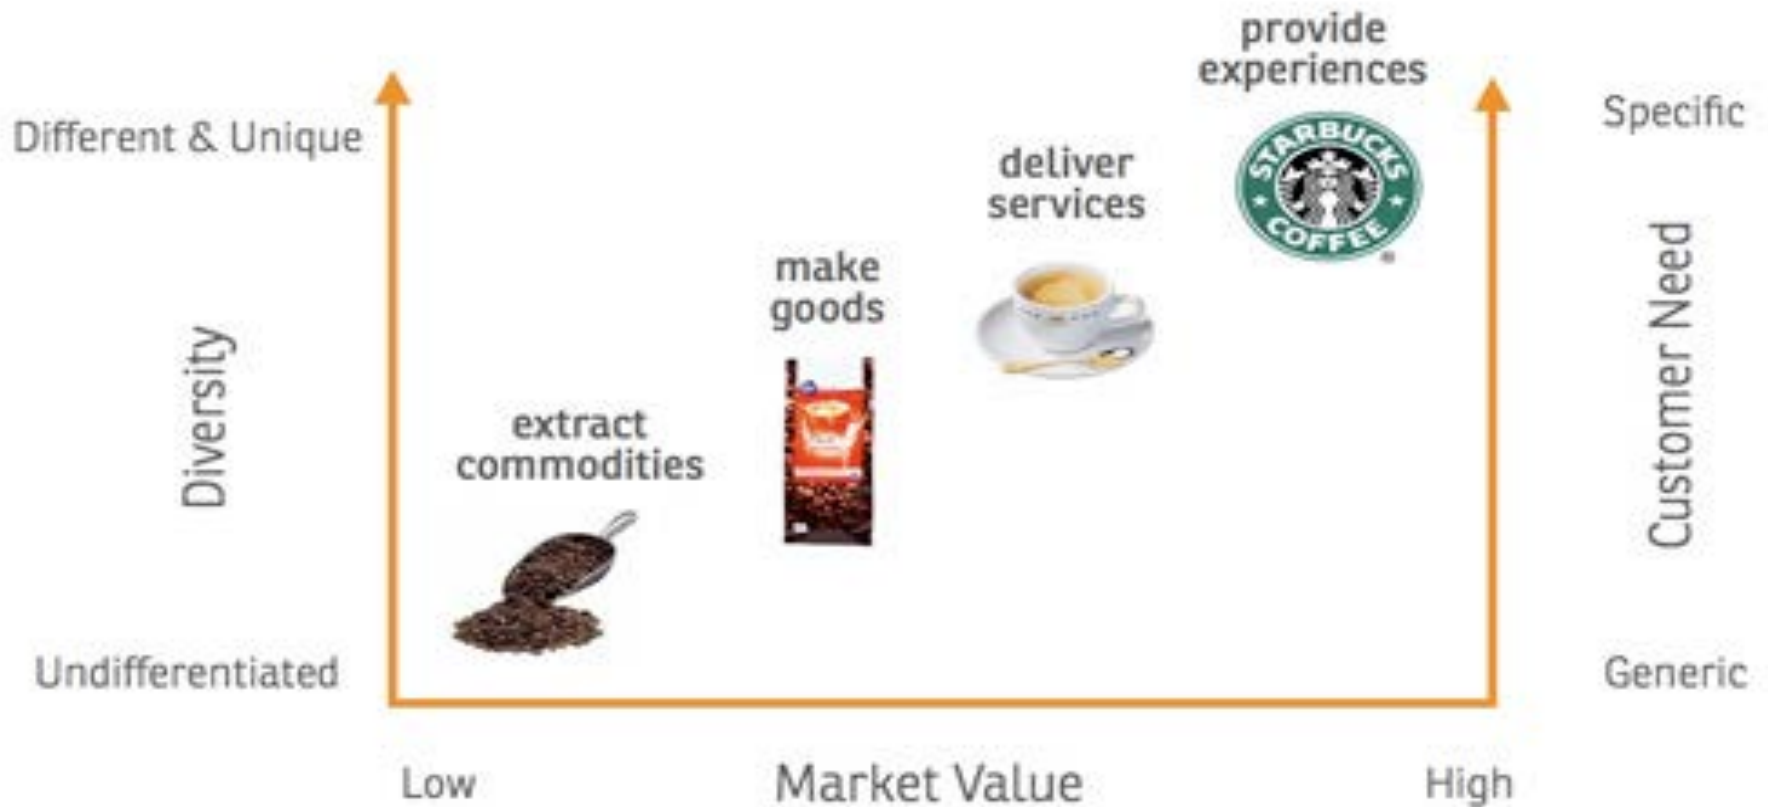 provide
experiences
Different & Unique
Specific
STARBUCKS
COFFEE
®
deliver
services
make
goods
Diversity
Customer Need
extract
commodities
Undifferentiated
Generic
Low
Market Value
High